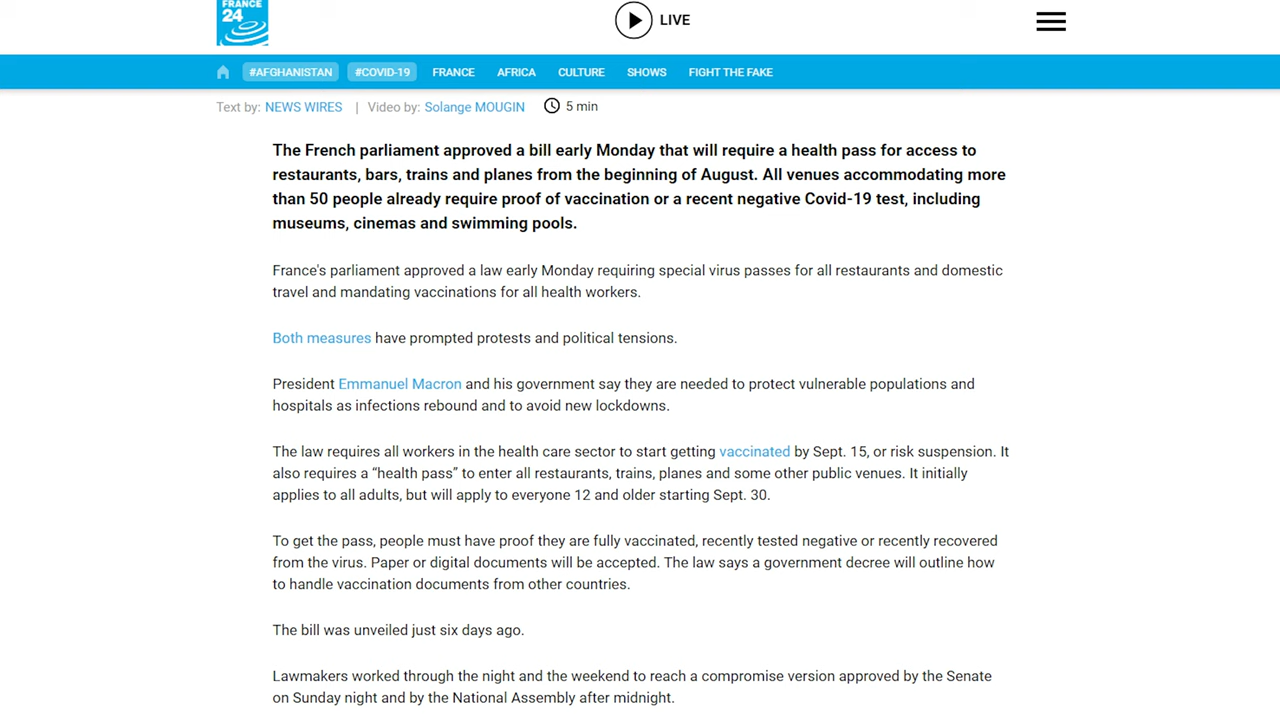 FRANCE
24
LIVE
#AFGHANISTAN #COVID-19 FRANCE AFRICA CULTURE SHOWS FIGHT THE FAKE
Text by: NEWS WIRES | Video by: Solange MOUGIN 5 min
The French parliament approved a bill early Monday that will require a health pass for access to
restaurants, bars, trains and planes from the beginning of August. All venues accommodating more
than 50 people already require proof of vaccination or a recent negative Covid-19 test, including
museums, cinemas and swimming pools.
France's parliament approved a law early Monday requiring special virus passes for all restaurants and domestic
travel and mandating vaccinations for all health workers.
Both measures have prompted protests and political tensions.
President Emmanuel Macron and his government say they are needed to protect vulnerable populations and
hospitals as infections rebound and to avoid new lockdowns.
The law requires all workers in the health care sector to start getting vaccinated by Sept. 15, or risk suspension. It
also requires a “health pass” to enter all restaurants, trains, planes and some other public venues. It initially
applies to all adults, but will apply to everyone 12 and older starting Sept. 30.
To get the pass, people must have proof they are fully vaccinated, recently tested negative or recently recovered
from the virus. Paper or digital documents will be accepted. The law says a government decree will outline how
to handle vaccination documents from other countries.
The bill was unveiled just six days ago.
Lawmakers worked through the night and the weekend to reach a compromise version approved by the Senate
on Sunday night and by the National Assembly after midnight.